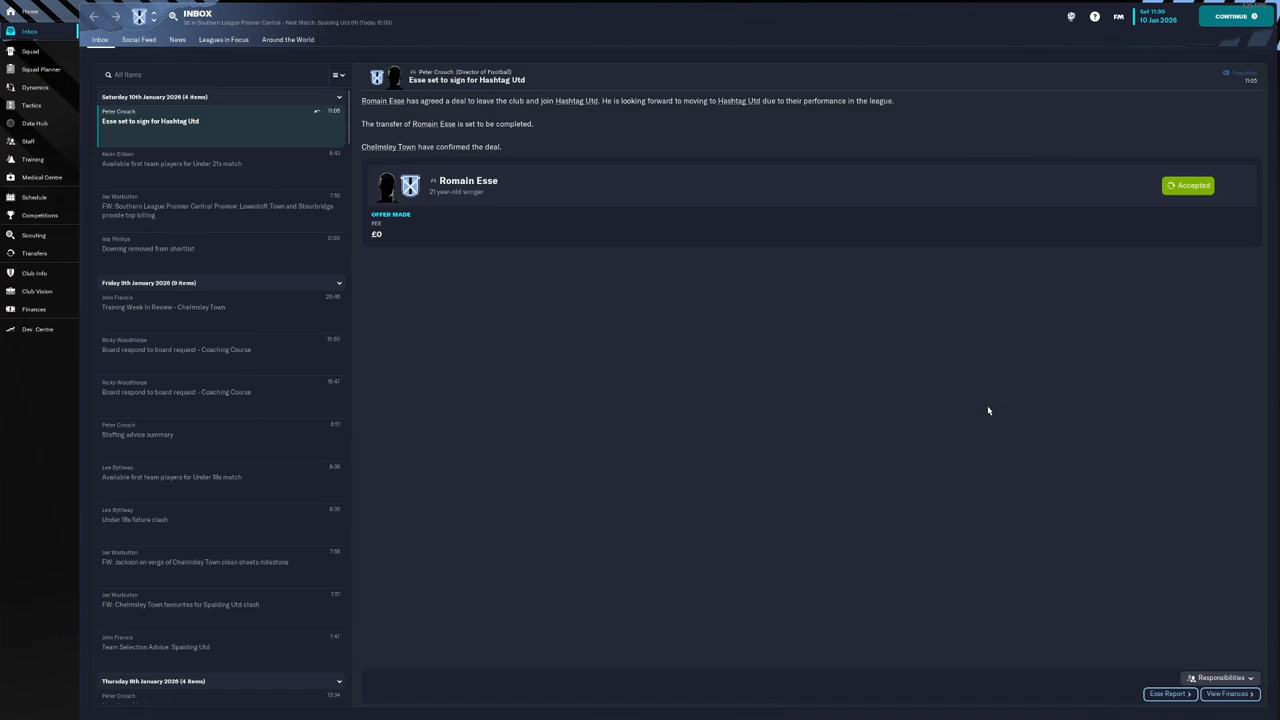 Home
INBOX
1st in Southern League Premier Central - Next Match: Spalding Utd (H) (Today 15:00)
FM
Sat 11:30
10 Jan 2026
CONTINUE
Inbox
Social Feed
News
Leagues in Focus
Around the World
Inbox
Squad
Squad Planner
Dynamics
Tactics
Data Hub
Staff
Training
Medical Centre
Schedule
Competitions
Scouting
Transfers
Club Info
Club Vision
Finances
Dev. Centre
All Items
Saturday 10th January 2026 (4 items)
Peter Crouch
11:05
Esse set to sign for Hashtag Utd
Kevin Ellison
8:43
Available first team players for Under 21s match
Joe Warburton
7:55
FW: Southern League Premier Central Preview: Lowestoft Town and Stourbridge
provide top billing
Isla Phillips
0:00
Downing removed from shortlist
Friday 9th January 2026 (9 items)
John Francis
20:46
Training Week In Review - Chelmsley Town
Ricky Woodthorpe
15:50
Board respond to board request - Coaching Course
Ricky Woodthorpe
15:47
Board respond to board request - Coaching Course
Peter Crouch
8:51
Staffing advice summary
Lee Bythway
8:38
Available first team players for Under 18s match
Lee Bythway
8:35
Under 18s fixture clash
Joe Warburton
7:56
FW: Jackson on verge of Chelmsley Town clean sheets milestone
Joe Warburton
7:51
FW: Chelmsley Town favourites for Spalding Utd clash
John Francis
7:47
Team Selection Advice: Spalding Utd
Thursday 8th January 2026 (4 items)
Peter Crouch
13:34
Peter Crouch (Director of Football)
Esse set to sign for Hashtag Utd
Transfers
11:05
Romain Esse has agreed a deal to leave the club and join Hashtag Utd. He is looking forward to moving to Hashtag Utd due to their performance in the league.
The transfer of Romain Esse is set to be completed.
Chelmsley Town have confirmed the deal.
Romain Esse
21 year-old winger
Accepted
OFFER MADE
FEE
£0
Responsibilities
Esse Report
View Finances